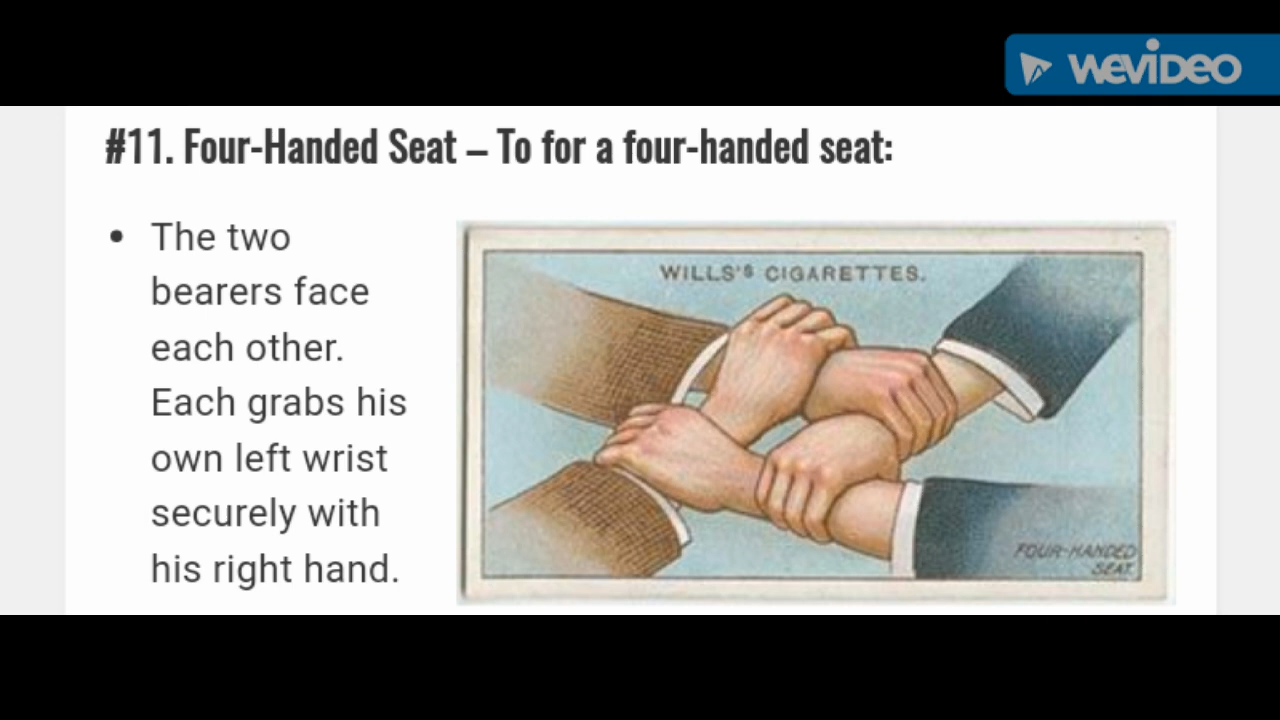 WEVIDEO
#11. Four-Handed Seat – To for a four-handed seat:
• The two
bearers face
each other.
Each grabs his
own left wrist
securely with
his right hand.
WILLS'S CIGARETTES.
FOUR-HANDED
SEAT.